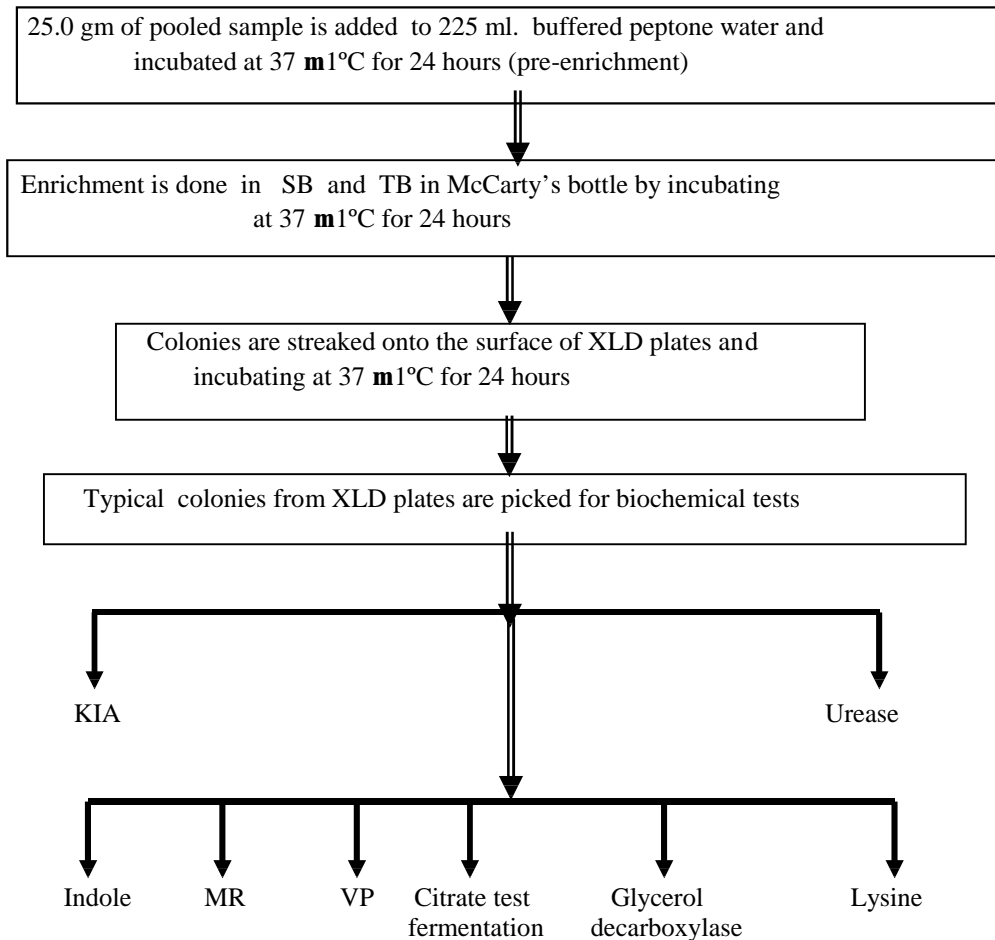 25.0 gm of pooled sample is added to 225 ml. buffered peptone water and
incubated at 37 m1ºC for 24 hours (pre-enrichment)
Enrichment is done in SB and TB in McCarty’s bottle by incubating
at 37 m1ºC for 24 hours
Colonies are streaked onto the surface of XLD plates and
incubating at 37 m1ºC for 24 hours
Typical colonies from XLD plates are picked for biochemical tests
KIA Urease
Indole MR VP Citrate test Glycerol Lysine
fermentation decarboxylase